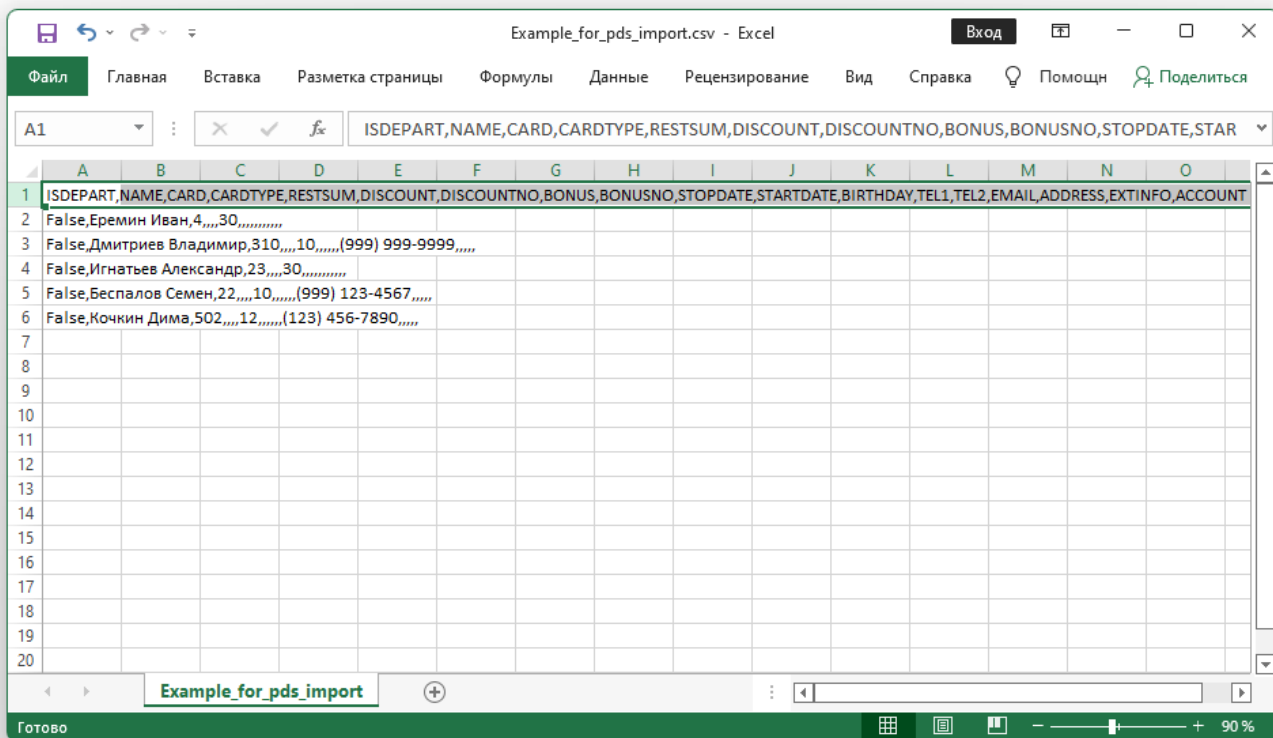 Example_for_pds_import.csv - Excel
Вход
Файл Главная Вставка Разметка страницы Формулы Данные Рецензирование Вид Справка Помощн Поделиться
A1 fx ISDEPART,NAME,CARD,CARDTYPE,RESTSUM,DISCOUNT,DISCOUNTNO,BONUS,BONUSNO,STOPDATE,STAR
A B C D E F G H I J K L M N O
1 ISDEPART,NAME,CARD,CARDTYPE,RESTSUM,DISCOUNT,DISCOUNTNO,BONUS,BONUSNO,STOPDATE,STARTDATE,BIRTHDAY,TEL1,TEL2,EMAIL,ADDRESS,EXTINFO,ACCOUNT
2 False,Еремин Иван,4,,,,30,,,,,,,,,,,
3 False,Дмитриев Владимир,310,,,,10,,,,,,(999) 999-9999,,,,,
4 False,Игнатьев Александр,23,,,,30,,,,,,,,,,,
5 False,Беспалов Семен,22,,,,10,,,,,,(999) 123-4567,,,,,
6 False,Кочкин Дима,502,,,,12,,,,,,(123) 456-7890,,,,,
7
8
9
10
11
12
13
14
15
16
17
18
19
20
Example_for_pds_import
Готово
90 %